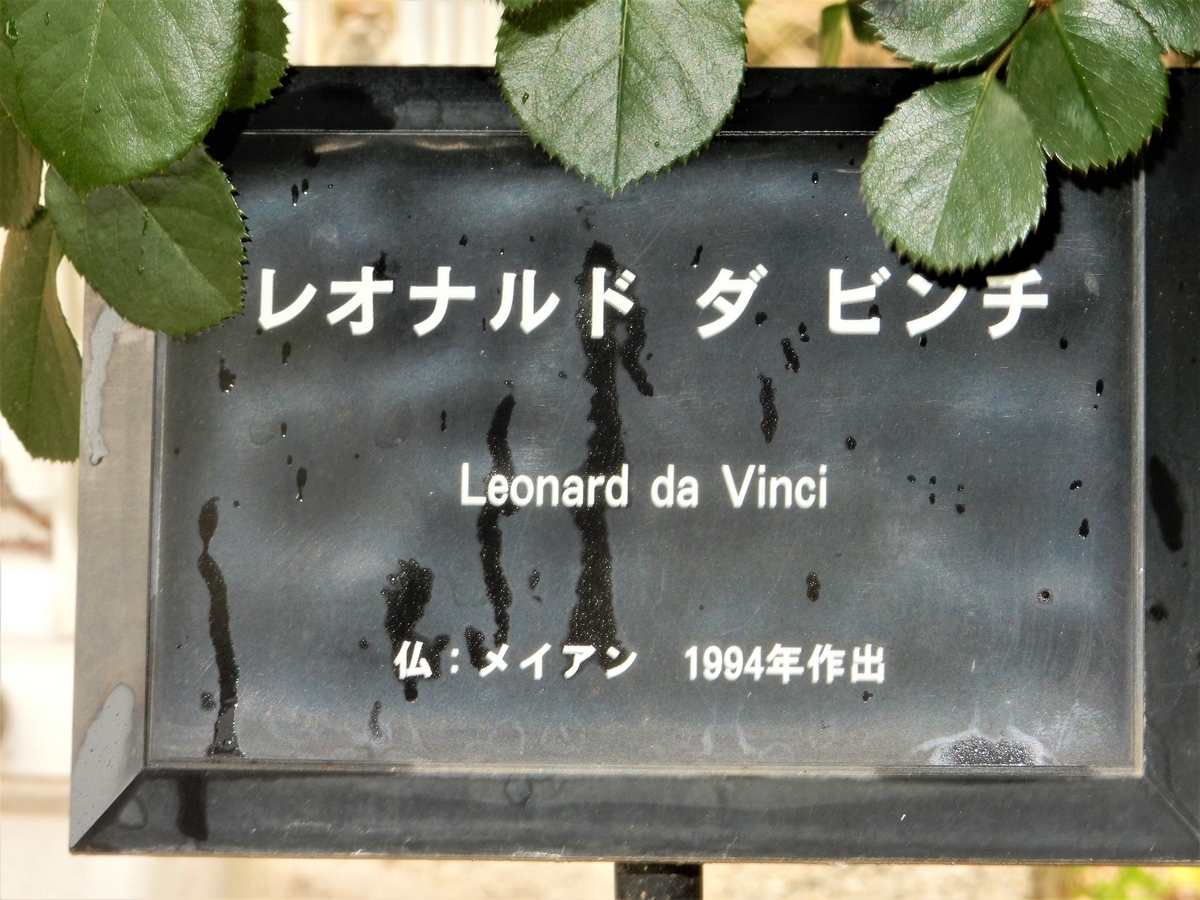 レオナルド ダ ビンチ
Leonard da Vinci
仏：メイアン　1994年作出